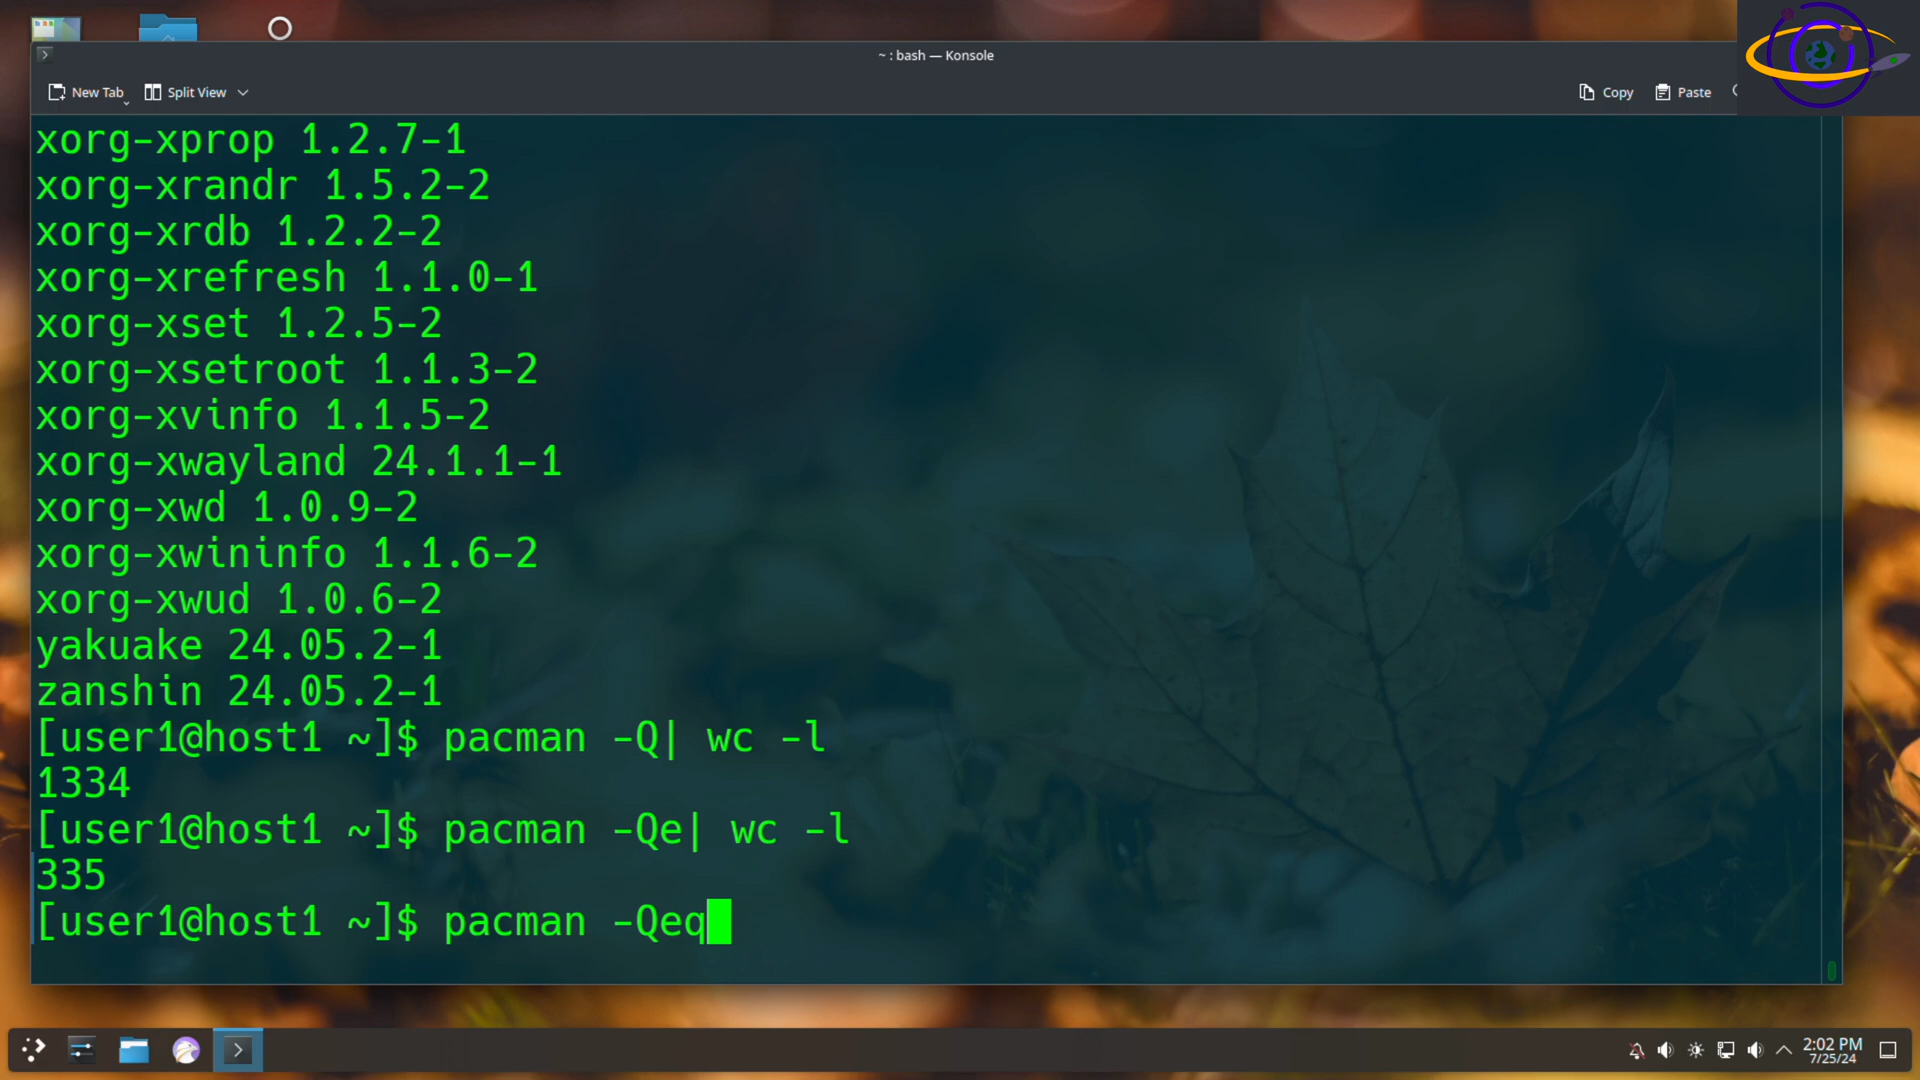 ~ : bash — Konsole
New Tab Split View Copy Paste
xorg-xprop 1.2.7-1
xorg-xrandr 1.5.2-2
xorg-xrdb 1.2.2-2
xorg-xrefresh 1.1.0-1
xorg-xset 1.2.5-2
xorg-xsetroot 1.1.3-2
xorg-xvinfo 1.1.5-2
xorg-xwayland 24.1.1-1
xorg-xwd 1.0.9-2
xorg-xwininfo 1.1.6-2
xorg-xwud 1.0.6-2
yakuake 24.05.2-1
zanshin 24.05.2-1
[user1@host1 ~]$ pacman -Q| wc -l
1334
[user1@host1 ~]$ pacman -Qe| wc -l
335
[user1@host1 ~]$ pacman -Qeq
2:02 PM
7/25/24